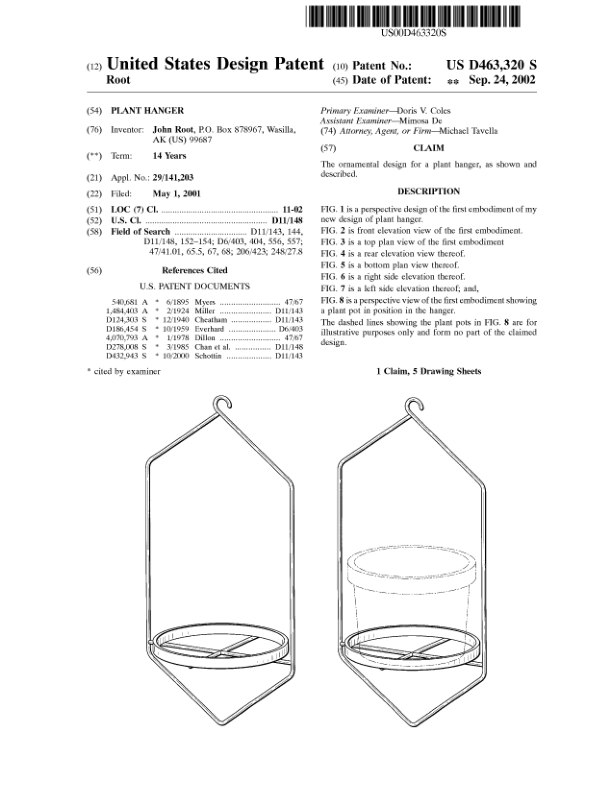 US00D463320S
(12) United States Design Patent (10) Patent No.: US D463,320 S
Root (45) Date of Patent: ** Sep. 24, 2002
(54) PLANT HANGER
(76) Inventor: John Root, P.O. Box 878967, Wasilla,
AK (US) 99687
(**) Term: 14 Years
(21) Appl. No.: 29/141,203
(22) Filed: May 1, 2001
(51) LOC (7) Cl. ................................................ 11-02
(52) U.S. Cl. ...................................................... D11/148
(58) Field of Search ............................. D11/143, 144,
D11/148, 152–154; D6/403, 404, 556, 557;
47/41.01, 65.5, 67, 68; 206/423; 248/27.8
(56) References Cited
U.S. PATENT DOCUMENTS
540,681 A * 6/1895 Myers ............................ 47/67
1,484,403 A * 2/1924 Miller ........................ D11/143
D124,303 S * 12/1940 Cheatham .................. D11/143
D186,454 S * 10/1959 Everhard ..................... D6/403
4,070,793 A * 1/1978 Dillon ............................ 47/67
D278,008 S * 3/1985 Chan et al. ................ D11/148
D432,943 S * 10/2000 Schottin .................... D11/143
* cited by examiner
Primary Examiner—Doris V. Coles
Assistant Examiner—Mimosa De
(74) Attorney, Agent, or Firm—Michael Tavella
(57) CLAIM
The ornamental design for a plant hanger, as shown and
described.
DESCRIPTION
FIG. 1 is a perspective design of the first embodiment of my
new design of plant hanger.
FIG. 2 is front elevation view of the first embodiment.
FIG. 3 is a top plan view of the first embodiment
FIG. 4 is a rear elevation view thereof.
FIG. 5 is a bottom plan view thereof.
FIG. 6 is a right side elevation thereof.
FIG. 7 is a left side elevation thereof; and,
FIG. 8 is a perspective view of the first embodiment showing
a plant pot in position in the hanger.
The dashed lines showing the plant pots in FIG. 8 are for
illustrative purposes only and form no part of the claimed
design.
1 Claim, 5 Drawing Sheets